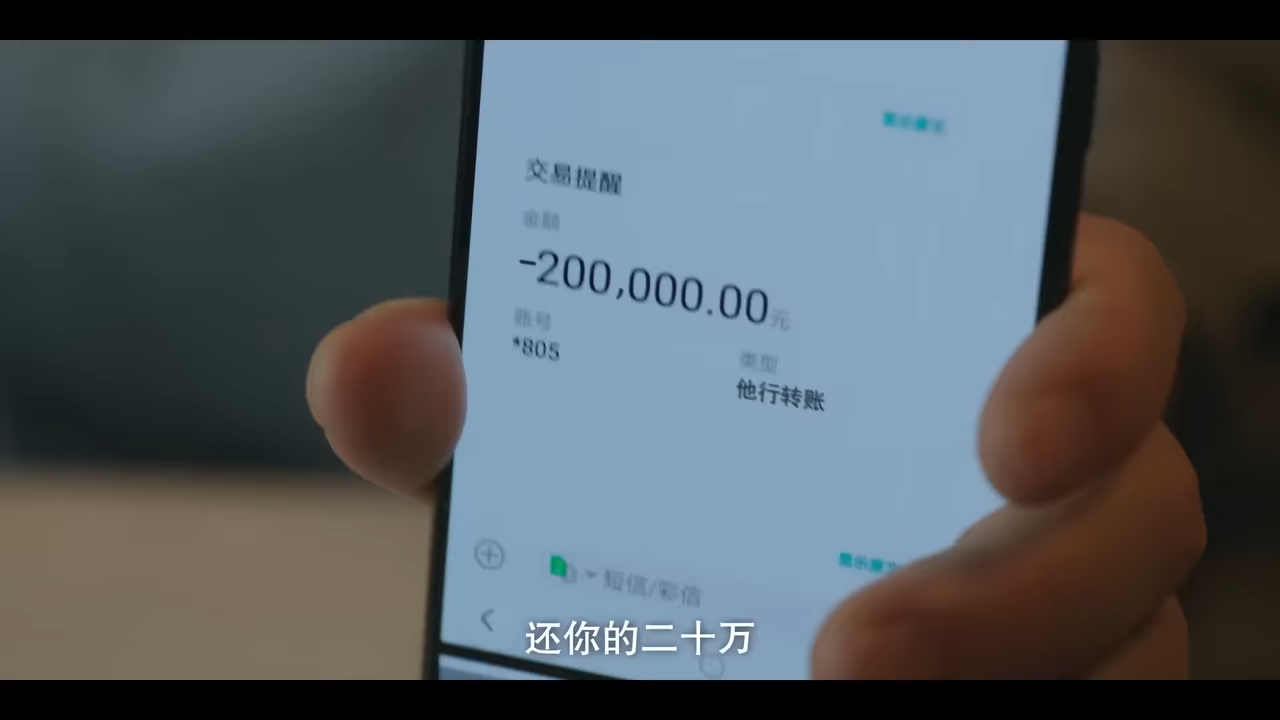 交易提醒
金额
-200,000.00元
账号
*805
类型
他行转账
短信/彩信
还你的二十万